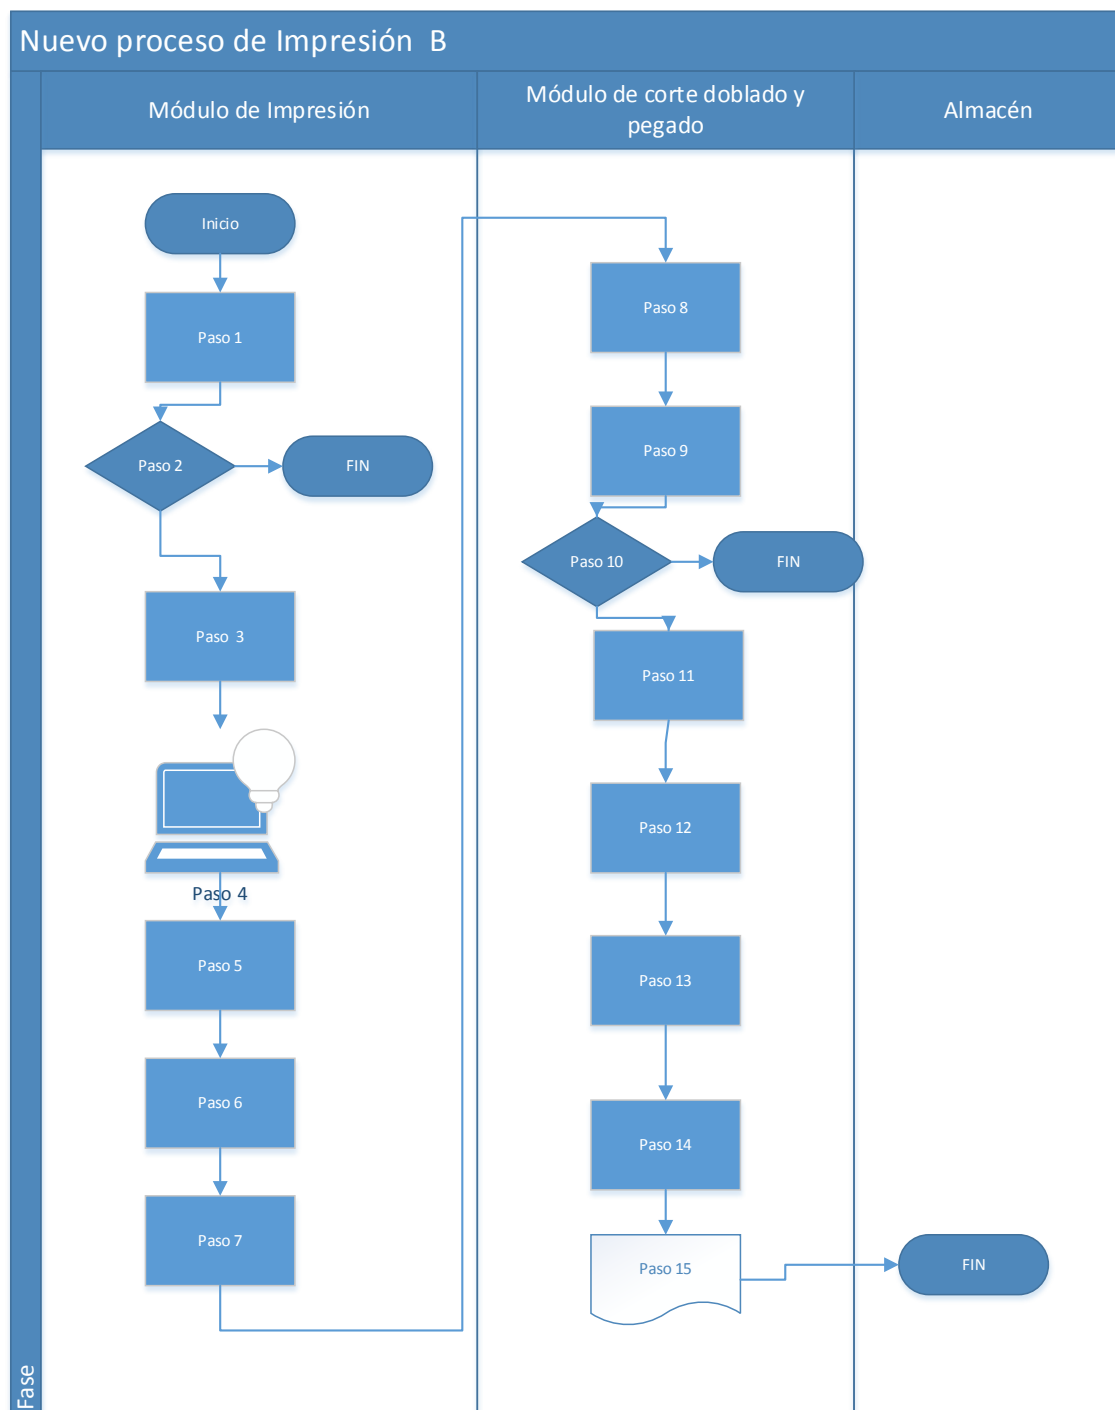 Nuevo proceso de Impresión  B
Módulo de Impresión
Módulo de corte doblado y
pegado
Almacén
Fase
Inicio
Paso 1
Paso 2
FIN
Paso  3
Paso 4
Paso 5
Paso 6
Paso 7
Paso 8
Paso 9
Paso 10
FIN
Paso 11
Paso 12
Paso 13
Paso 14
Paso 15
FIN